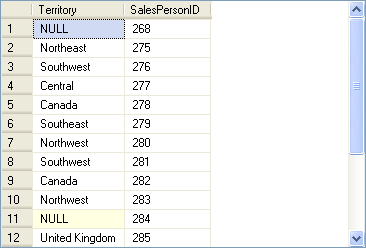 Territory SalesPersonID
1 NULL 268
2 Northeast 275
3 Southwest 276
4 Central 277
5 Canada 278
6 Southeast 279
7 Northwest 280
8 Southwest 281
9 Canada 282
10 Northwest 283
11 NULL 284
12 United Kingdom 285